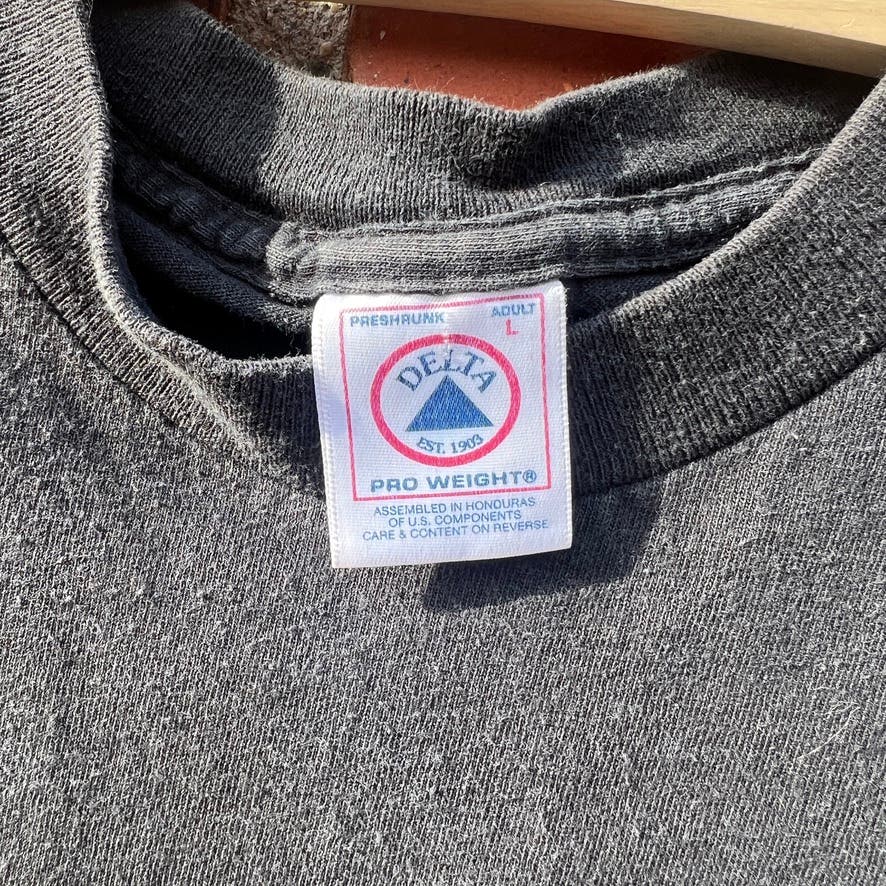 PRESHRUNK ADULT
L
DELTA
EST. 1903
PRO WEIGHT®
ASSEMBLED IN HONDURAS
OF U.S. COMPONENTS
CARE & CONTENT ON REVERSE